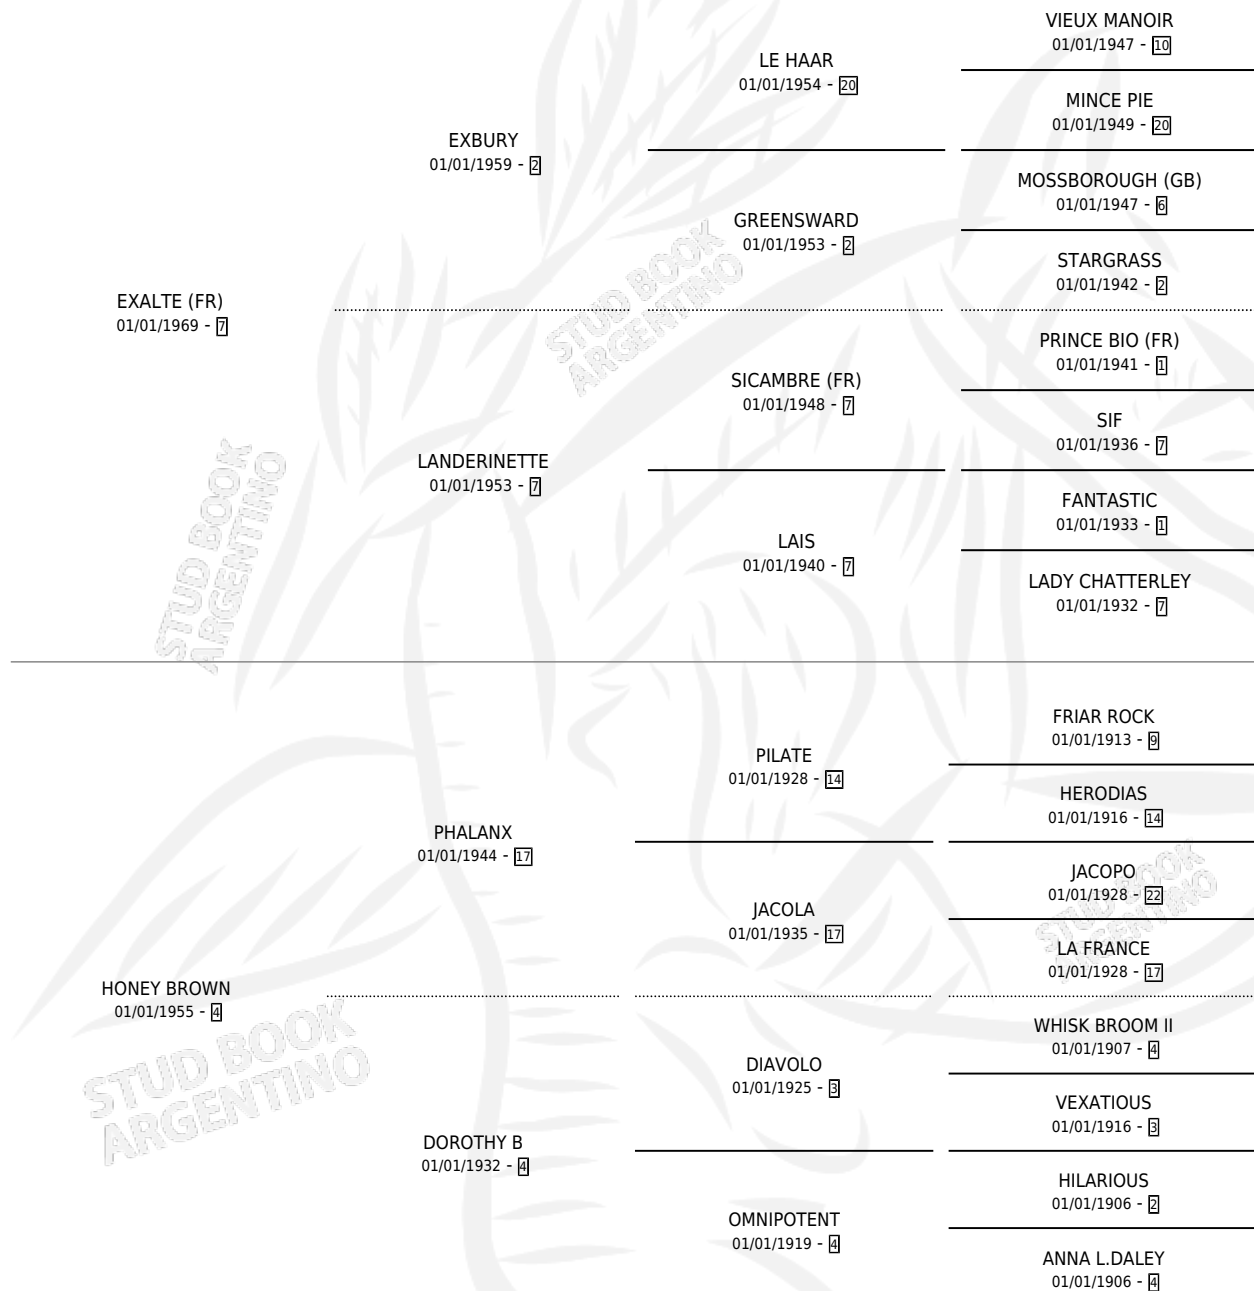 VIEUX MANOIR
01/01/1947 - 10
LE HAAR
01/01/1954 - 20
MINCE PIE
01/01/1949 - 20
EXBURY
01/01/1959 - 2
MOSSBOROUGH (GB)
01/01/1947 - 6
GREENSWARD
01/01/1953 - 2
STARGRASS
01/01/1942 - 2
EXALTE (FR)
01/01/1969 - 7
STUD BOOK
ARGENTINO
PRINCE BIO (FR)
01/01/1941 - 1
SICAMBRE (FR)
01/01/1948 - 7
SIF
01/01/1936 - 7
LANDERINETTE
01/01/1953 - 7
FANTASTIC
01/01/1933 - 1
LAIS
01/01/1940 - 7
LADY CHATTERLEY
01/01/1932 - 7
STUD BOOK
ARGENTINO
FRIAR ROCK
01/01/1913 - 9
PILATE
01/01/1928 - 14
HERODIAS
01/01/1916 - 14
PHALANX
01/01/1944 - 17
JACOPO
01/01/1928 - 22
JACOLA
01/01/1935 - 17
LA FRANCE
01/01/1928 - 17
STUD BOOK
ARGENTINO
HONEY BROWN
01/01/1955 - 4
WHISK BROOM II
01/01/1907 - 4
DIAVOLO
01/01/1925 - 3
VEXATIOUS
01/01/1916 - 3
STUD BOOK
ARGENTINO
DOROTHY B
01/01/1932 - 4
HILARIOUS
01/01/1906 - 2
OMNIPOTENT
01/01/1919 - 4
ANNA L.DALEY
01/01/1906 - 4